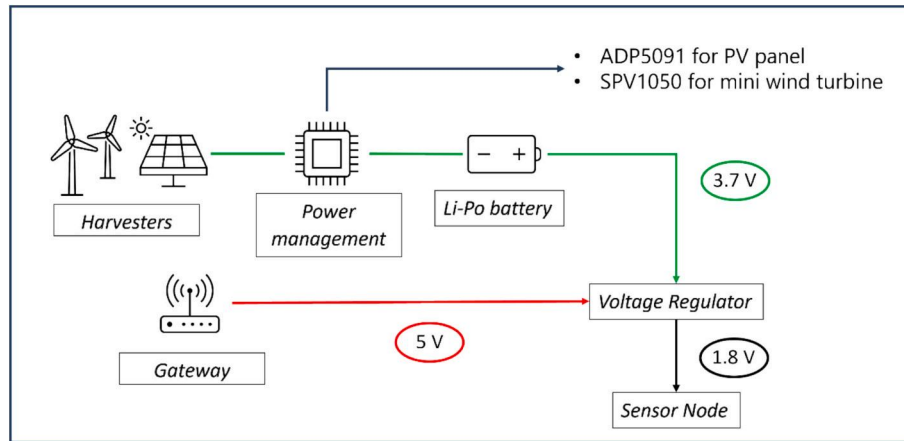 • ADP5091 for PV panel
• SPV1050 for mini wind turbine
Harvesters
Power
management
Li-Po battery
3.7 V
Gateway
5 V
Voltage Regulator
1.8 V
Sensor Node